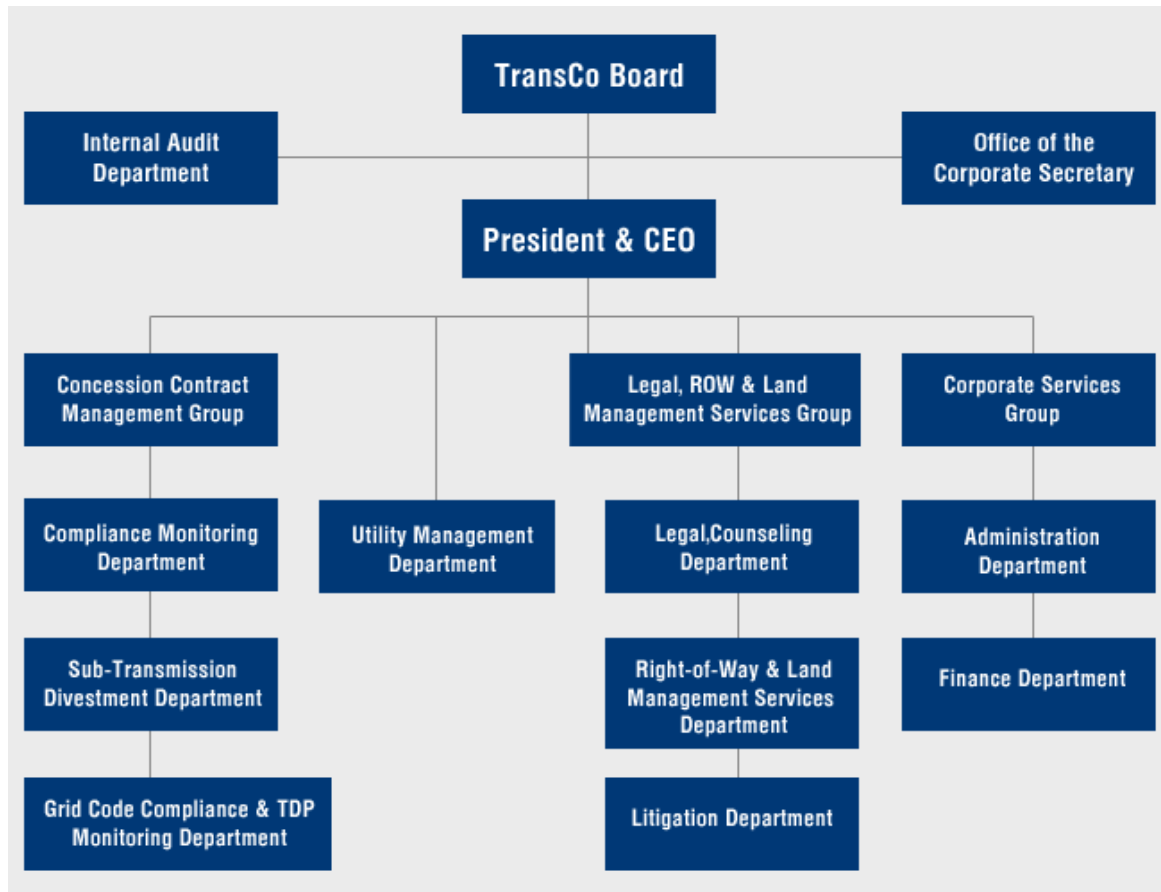 TransCo Board
Internal Audit
Department
Office of the
Corporate Secretary
President & CEO
Concession Contract
Management Group
Legal, ROW & Land
Management Services Group
Corporate Services
Group
Compliance Monitoring
Department
Utility Management
Department
Legal,Counseling
Department
Administration
Department
Sub-Transmission
Divestment Department
Right-of-Way & Land
Management Services
Department
Finance Department
Grid Code Compliance & TDP
Monitoring Department
Litigation Department